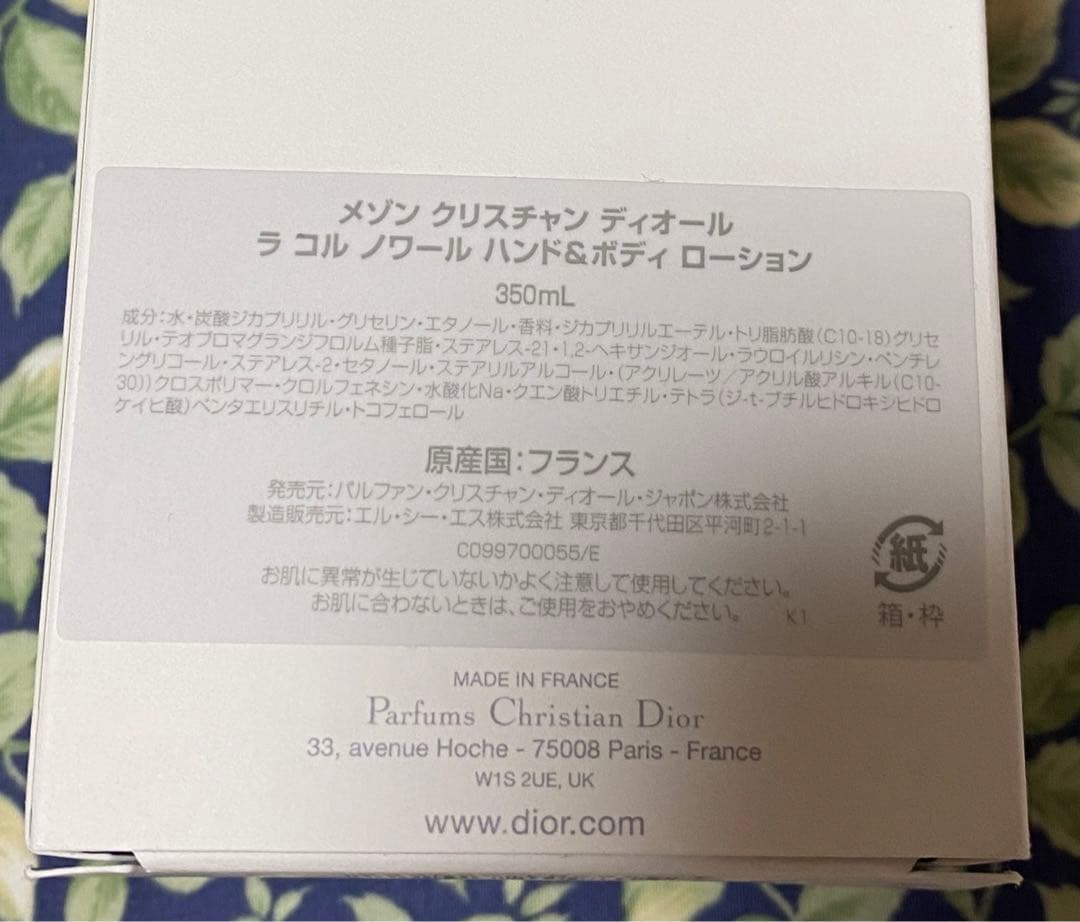 メゾン クリスチャン ディオール
ラ コル ノワール ハンド&ボディ ローション
350mL
成分:水・炭酸ジカプリリル・グリセリン・エタノール・香料・ジカプリリルエーテル・トリ脂肪酸(C10-18)グリセ
リル・テオブロマグランジフロルム種子脂・ステアレス-21・1,2-ヘキサンジオール・ラウロイルリシン・ペンチレ
ングリコール・ステアレス-2・セタノール・ステアリルアルコール・(アクリレーツ/アクリル酸アルキル(C10-
30))クロスポリマー・クロルフェネシン・水酸化Na・クエン酸トリエチル・テトラ(ジ-t-ブチルヒドロキシヒドロ
ケイヒ酸)ペンタエリスリチル・トコフェロール
原産国:フランス
発売元:パルファン・クリスチャン・ディオール・ジャポン株式会社
製造販売元:エル・シー・エス株式会社 東京都千代田区平河町2-1-1
C099700055/E
お肌に異常が生じていないかよく注意して使用してください。
お肌に合わないときは、ご使用をおやめください。 K1
紙
箱・枠
MADE IN FRANCE
Parfums Christian Dior
33, avenue Hoche - 75008 Paris - France
W1S 2UE, UK
www.dior.com